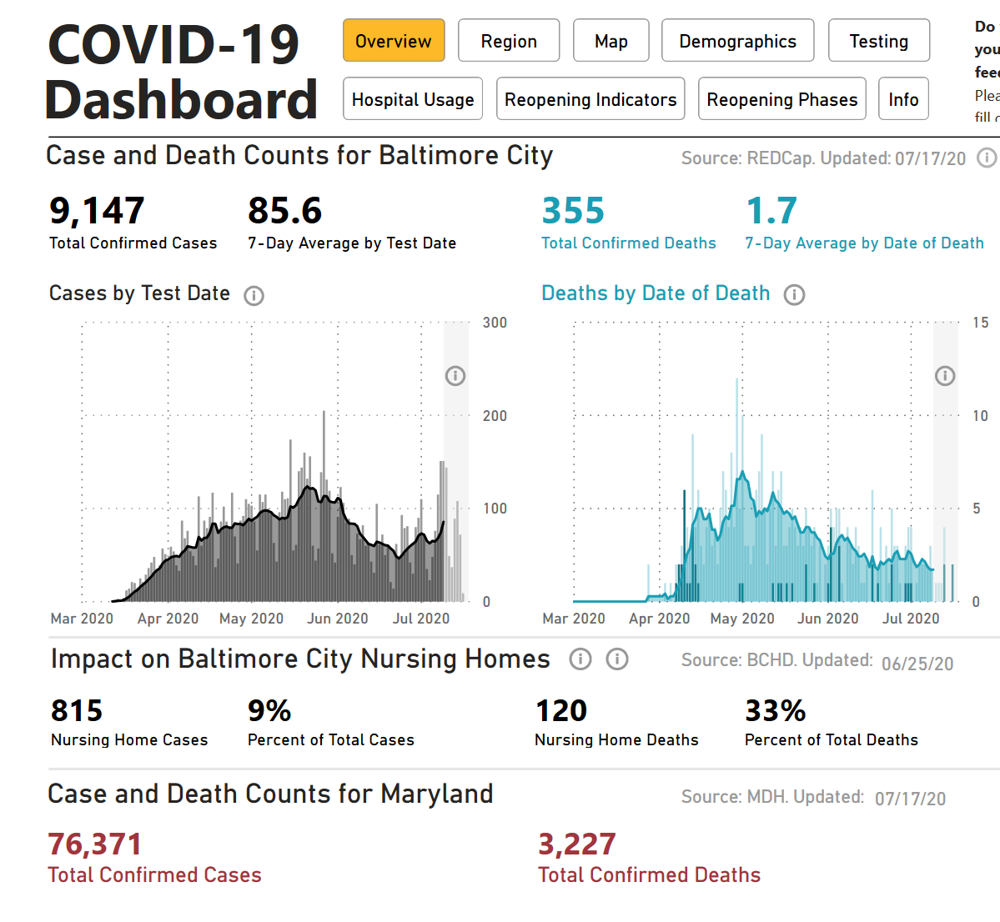 COVID-19
Dashboard
Overview
Region
Map
Demographics
Testing
Hospital Usage
Reopening Indicators
Reopening Phases
Info
Do
you
feed
Plea
fill
Case and Death Counts for Baltimore City
Source: REDCap. Updated: 07/17/20
9,147
Total Confirmed Cases
85.6
7-Day Average by Test Date
355
Total Confirmed Deaths
1.7
7-Day Average by Date of Death
Cases by Test Date
300
200
100
0
Mar 2020 Apr 2020 May 2020 Jun 2020 Jul 2020
Deaths by Date of Death
15
10
5
0
Mar 2020 Apr 2020 May 2020 Jun 2020 Jul 2020
Impact on Baltimore City Nursing Homes
Source: BCHD. Updated: 06/25/20
815
Nursing Home Cases
9%
Percent of Total Cases
120
Nursing Home Deaths
33%
Percent of Total Deaths
Case and Death Counts for Maryland
Source: MDH. Updated: 07/17/20
76,371
Total Confirmed Cases
3,227
Total Confirmed Deaths